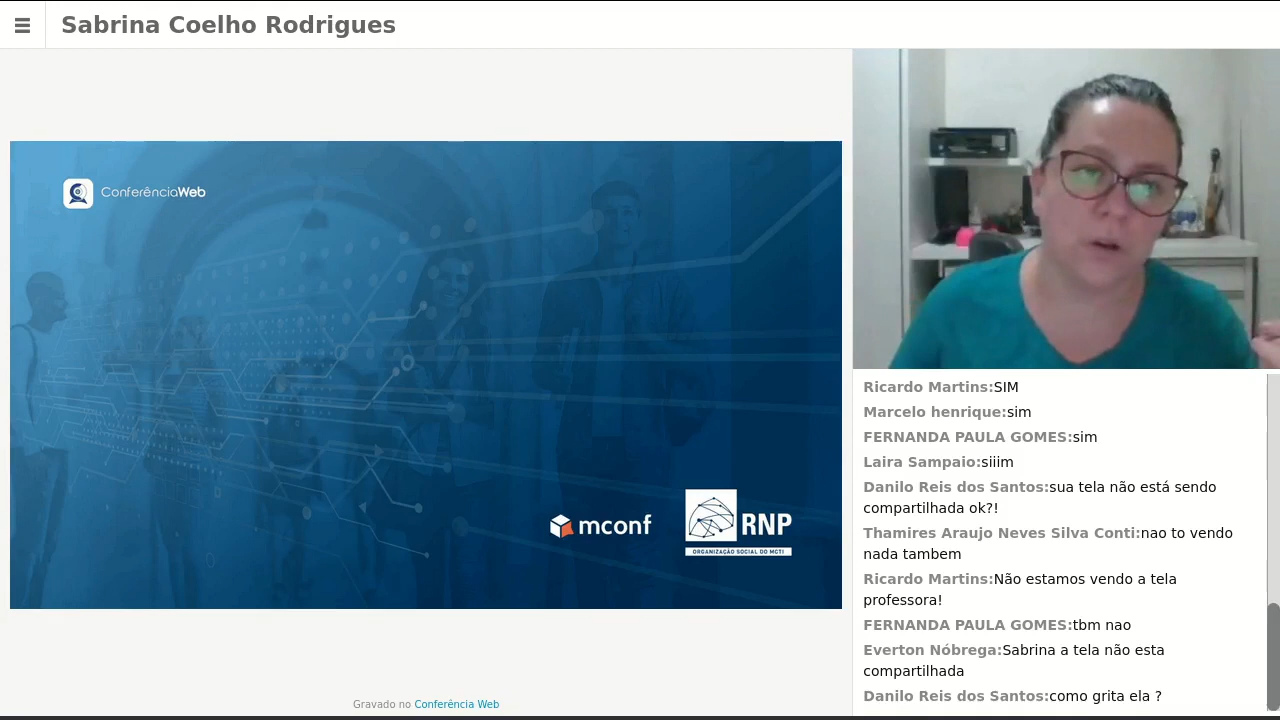 Sabrina Coelho Rodrigues
ConferênciaWeb
mconf
RNP
ORGANIZAÇÃO SOCIAL DO MCTI
Gravado no Conferência Web
Ricardo Martins:SIM
Marcelo henrique:sim
FERNANDA PAULA GOMES:sim
Laira Sampaio:siiim
Danilo Reis dos Santos:sua tela não está sendo
compartilhada ok?!
Thamires Araujo Neves Silva Conti:nao to vendo
nada tambem
Ricardo Martins:Não estamos vendo a tela
professora!
FERNANDA PAULA GOMES:tbm nao
Everton Nóbrega:Sabrina a tela não esta
compartilhada
Danilo Reis dos Santos:como grita ela ?